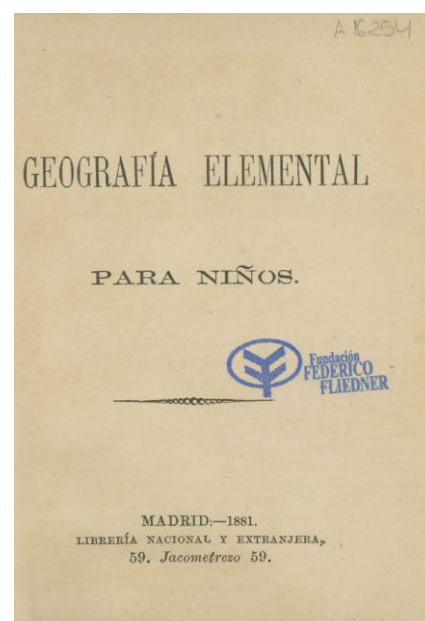 A 16254
GEOGRAFÍA ELEMENTAL
PARA NIÑOS.
Fundación
FEDERICO
FLIEDNER
MADRID:—1881.
LIBRERÍA NACIONAL Y EXTRANJERA,
59. Jacometrezo 59.